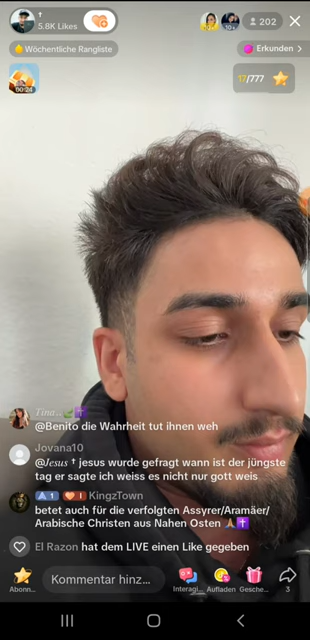 †
5.8K Likes
10+
202
Wöchentliche Rangliste
Erkunden >
00:24
17/777
Tina..
@Benito die Wahrheit tut ihnen weh
Jovana10
@Jesus † jesus wurde gefragt wann ist der jüngste
tag er sagte ich weiss es nicht nur gott weis
1 1 KingzTown
betet auch für die verfolgten Assyrer/Aramäer/
Arabische Christen aus Nahen Osten 🙏🏽✝️
El Razon hat dem LIVE einen Like gegeben
Kommentar hinz...
Abonn... Interagi... Aufladen Gesche... 3